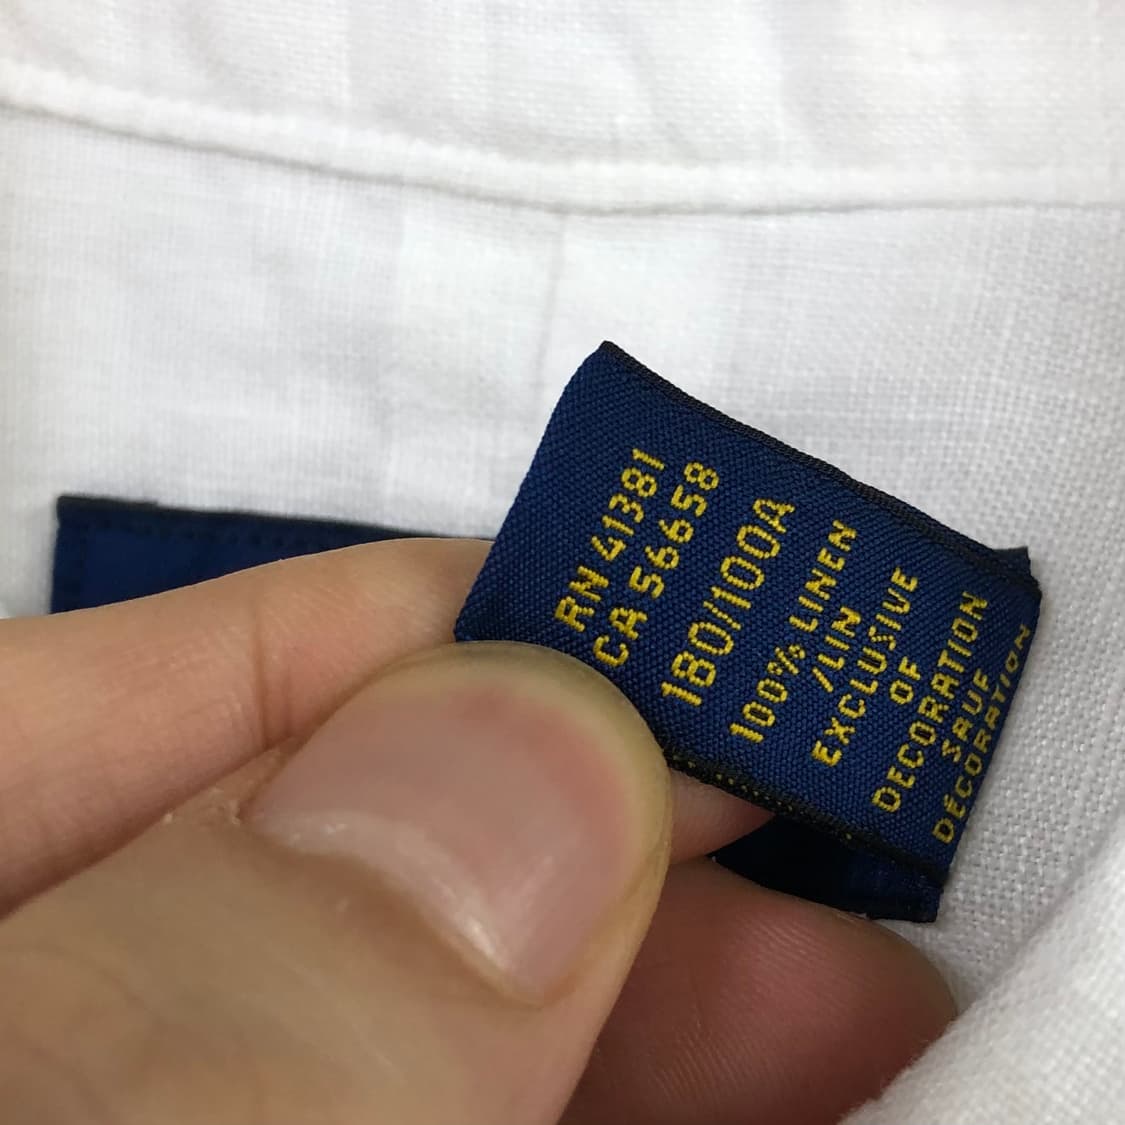 RN 41381
CA 56658
180/100A
100% LINEN
/LIN
EXCLUSIVE
OF
DECORATION
SAUF
DÉCORATION